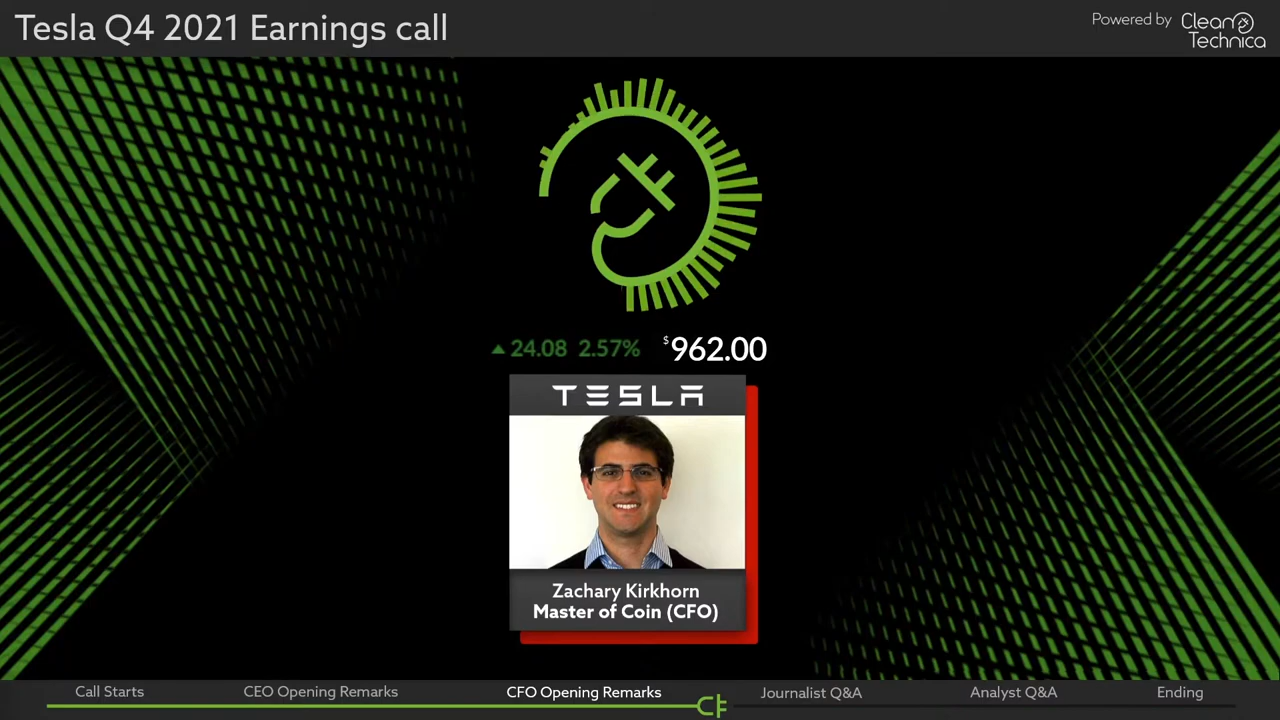 Tesla Q4 2021 Earnings call
Powered by
Clean
Technica
▲ 24.08 2.57% $962.00
TESLA
Zachary Kirkhorn
Master of Coin (CFO)
Call Starts
CEO Opening Remarks
CFO Opening Remarks
Journalist Q&A
Analyst Q&A
Ending